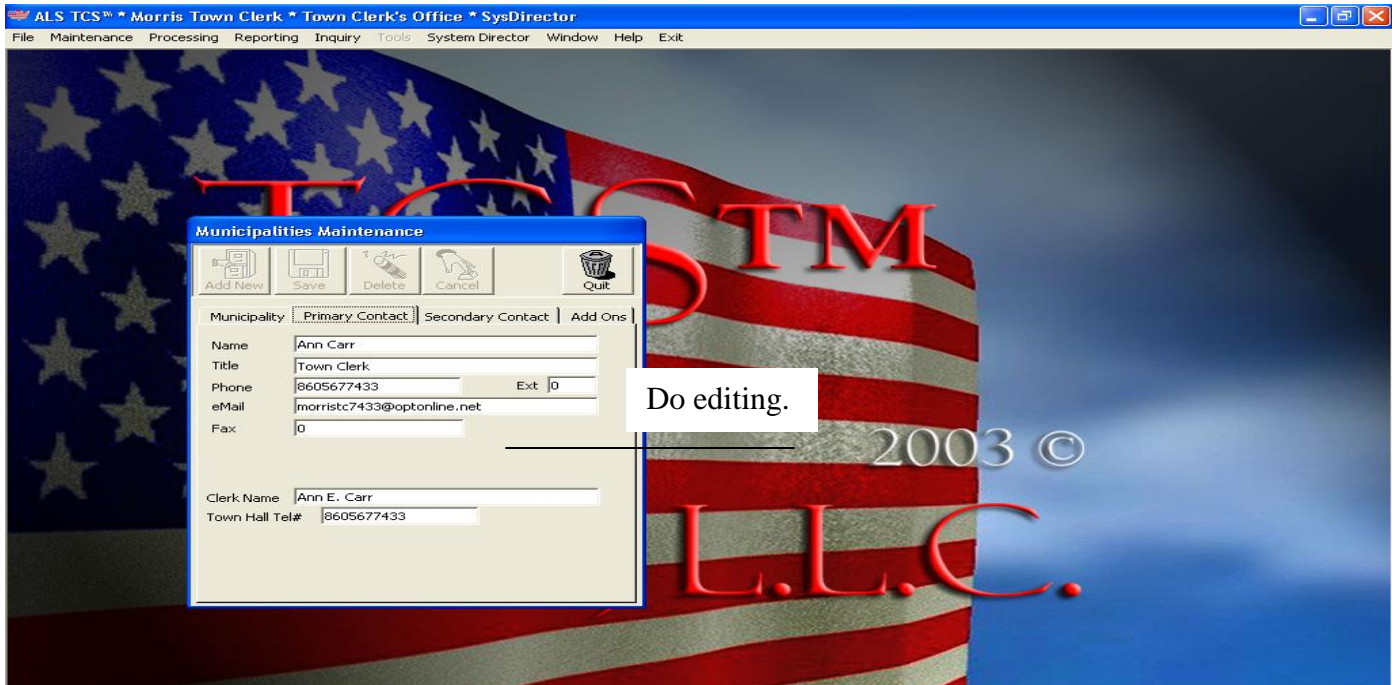 ALS TCS™ * Morris Town Clerk * Town Clerk's Office * SysDirector
File Maintenance Processing Reporting Inquiry Tools System Director Window Help Exit
TCS™
Municipalities Maintenance
Add New Save Delete Cancel Quit
Municipality Primary Contact Secondary Contact Add Ons
Name Ann Carr
Title Town Clerk
Phone 8605677433 Ext 0
eMail morristc7433@optonline.net
Do editing.
Fax 0
2003 ©
Clerk Name Ann E. Carr
Town Hall Tel# 8605677433
L.L.C.